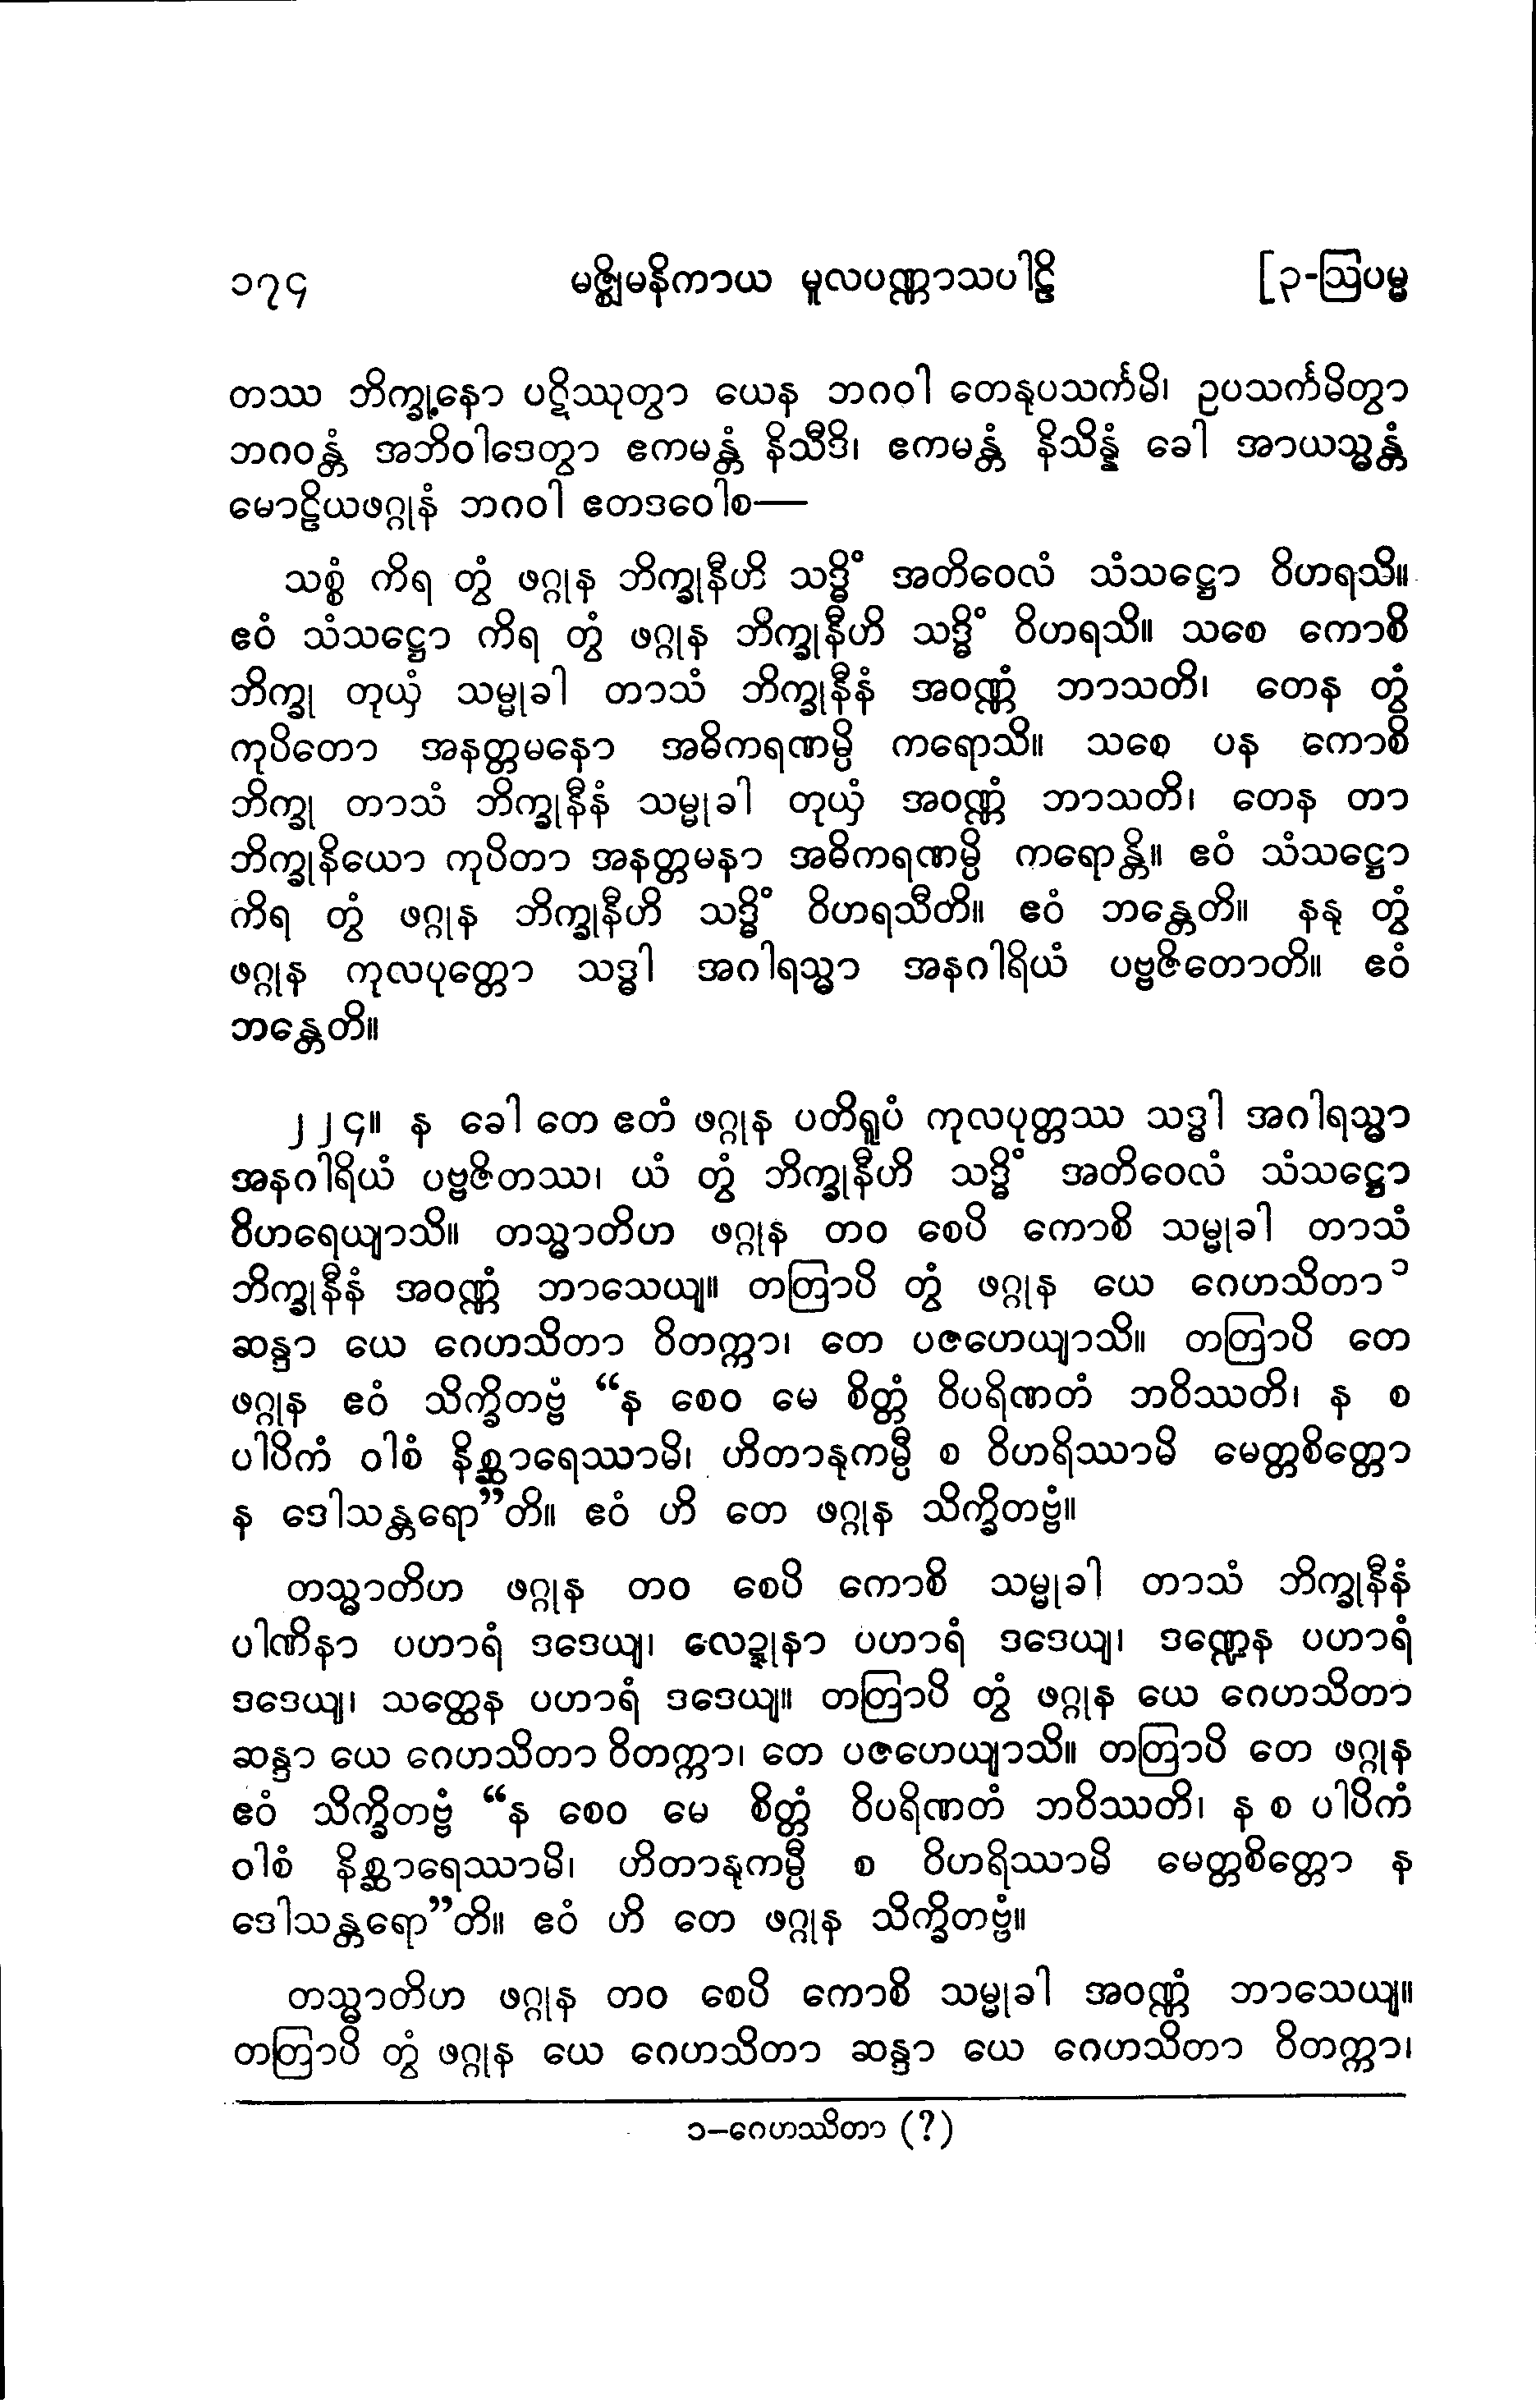 ၁၇၄ မဇ္ဈိမနိကာယ မူလပဏ္ဏာသပါဠိ [၃-ဩပမ္မ
တဿ ဘိက္ခုနော ပဋိဿုတွာ ယေန ဘဂဝါ တေနုပသင်္ကမိ၊ ဥပသင်္ကမိတွာ
ဘဂဝန္တံ အဘိဝါဒေတွာ ဧကမန္တံ နိသီဒိ၊ ဧကမန္တံ နိသိန္နံ ခေါ အာယသ္မန္တံ
မောဠိယဖဂ္ဂုနံ ဘဂဝါ ဧတဒဝေါစ—
သစ္စံ ကိရ တွံ ဖဂ္ဂုန ဘိက္ခုနီဟိ သဒ္ဓိံ အတိဝေလံ သံသဋ္ဌော ဝိဟရသိ။
ဧဝံ သံသဋ္ဌော ကိရ တွံ ဖဂ္ဂုန ဘိက္ခုနီဟိ သဒ္ဓိံ ဝိဟရသိ။ သစေ ကောစိ
ဘိက္ခု တုယှံ သမ္မုခါ တာသံ ဘိက္ခုနီနံ အဝဏ္ဏံ ဘာသတိ၊ တေန တွံ
ကုပိတော အနတ္တမနော အဓိကရဏမ္ပိ ကရောသိ။ သစေ ပန ကောစိ
ဘိက္ခု တာသံ ဘိက္ခုနီနံ သမ္မုခါ တုယှံ အဝဏ္ဏံ ဘာသတိ၊ တေန တာ
ဘိက္ခုနိယော ကုပိတာ အနတ္တမနာ အဓိကရဏမ္ပိ ကရောန္တိ။ ဧဝံ သံသဋ္ဌော
ကိရ တွံ ဖဂ္ဂုန ဘိက္ခုနီဟိ သဒ္ဓိံ ဝိဟရသီတိ။ ဧဝံ ဘန္တေတိ။ နနု တွံ
ဖဂ္ဂုန ကုလပုတ္တော သဒ္ဓါ အဂါရသ္မာ အနဂါရိယံ ပဗ္ဗဇိတောတိ။ ဧဝံ
ဘန္တေတိ။
၂၂၄။ န ခေါ တေ ဧတံ ဖဂ္ဂုန ပတိရူပံ ကုလပုတ္တဿ သဒ္ဓါ အဂါရသ္မာ
အနဂါရိယံ ပဗ္ဗဇိတဿ၊ ယံ တွံ ဘိက္ခုနီဟိ သဒ္ဓိံ အတိဝေလံ သံသဋ္ဌော
ဝိဟရေယျာသိ။ တသ္မာတိဟ ဖဂ္ဂုန တဝ စေပိ ကောစိ သမ္မုခါ တာသံ
ဘိက္ခုနီနံ အဝဏ္ဏံ ဘာသေယျ။ တတြာပိ တွံ ဖဂ္ဂုန ယေ ဂေဟသိတာ ၁
ဆန္ဒာ ယေ ဂေဟသိတာ ဝိတက္ကာ၊ တေ ပဇဟေယျာသိ။ တတြာပိ တေ
ဖဂ္ဂုန ဧဝံ သိက္ခိတဗ္ဗံ “န စေဝ မေ စိတ္တံ ဝိပရိဏတံ ဘဝိဿတိ၊ န စ
ပါပိကံ ဝါစံ နိစ္ဆာရေဿာမိ၊ ဟိတာနုကမ္ပီ စ ဝိဟရိဿာမိ မေတ္တစိတ္တော
န ဒေါသန္တရော”တိ။ ဧဝံ ဟိ တေ ဖဂ္ဂုန သိက္ခိတဗ္ဗံ။
တသ္မာတိဟ ဖဂ္ဂုန တဝ စေပိ ကောစိ သမ္မုခါ တာသံ ဘိက္ခုနီနံ
ပါဏိနာ ပဟာရံ ဒဒေယျ၊ လေဍ္ဍုနာ ပဟာရံ ဒဒေယျ၊ ဒဏ္ဍေန ပဟာရံ
ဒဒေယျ၊ သတ္ထေန ပဟာရံ ဒဒေယျ။ တတြာပိ တွံ ဖဂ္ဂုန ယေ ဂေဟသိတာ
ဆန္ဒာ ယေ ဂေဟသိတာ ဝိတက္ကာ၊ တေ ပဇဟေယျာသိ။ တတြာပိ တေ ဖဂ္ဂုန
ဧဝံ သိက္ခိတဗ္ဗံ “န စေဝ မေ စိတ္တံ ဝိပရိဏတံ ဘဝိဿတိ၊ န စ ပါပိကံ
ဝါစံ နိစ္ဆာရေဿာမိ၊ ဟိတာနုကမ္ပီ စ ဝိဟရိဿာမိ မေတ္တစိတ္တော န
ဒေါသန္တရော”တိ။ ဧဝံ ဟိ တေ ဖဂ္ဂုန သိက္ခိတဗ္ဗံ။
တသ္မာတိဟ ဖဂ္ဂုန တဝ စေပိ ကောစိ သမ္မုခါ အဝဏ္ဏံ ဘာသေယျ။
တတြာပိ တွံ ဖဂ္ဂုန ယေ ဂေဟသိတာ ဆန္ဒာ ယေ ဂေဟသိတာ ဝိတက္ကာ၊
၁–ဂေဟဿိတာ (?)